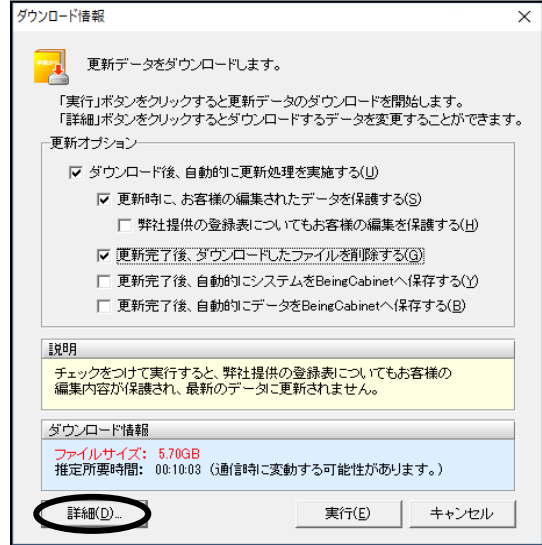 ダウンロード情報
更新データをダウンロードします。
「実行」ボタンをクリックすると更新データのダウンロードを開始します。
「詳細」ボタンをクリックするとダウンロードするデータを変更することができます。
更新オプション
ダウンロード後、自動的に更新処理を実施する(U)
更新時に、お客様の編集されたデータを保護する(S)
弊社提供の登録表についてもお客様の編集を保護する(H)
更新完了後、ダウンロードしたファイルを削除する(G)
更新完了後、自動的にシステムをBeingCabinetへ保存する(Y)
更新完了後、自動的にデータをBeingCabinetへ保存する(B)
説明
チェックをつけて実行すると、弊社提供の登録表についてもお客様の
編集内容が保護され、最新のデータに更新されません。
ダウンロード情報
ファイルサイズ: 5.70GB
推定所要時間: 00:10:03 (通信時に変動する可能性があります。)
詳細(D)... 実行(E) キャンセル